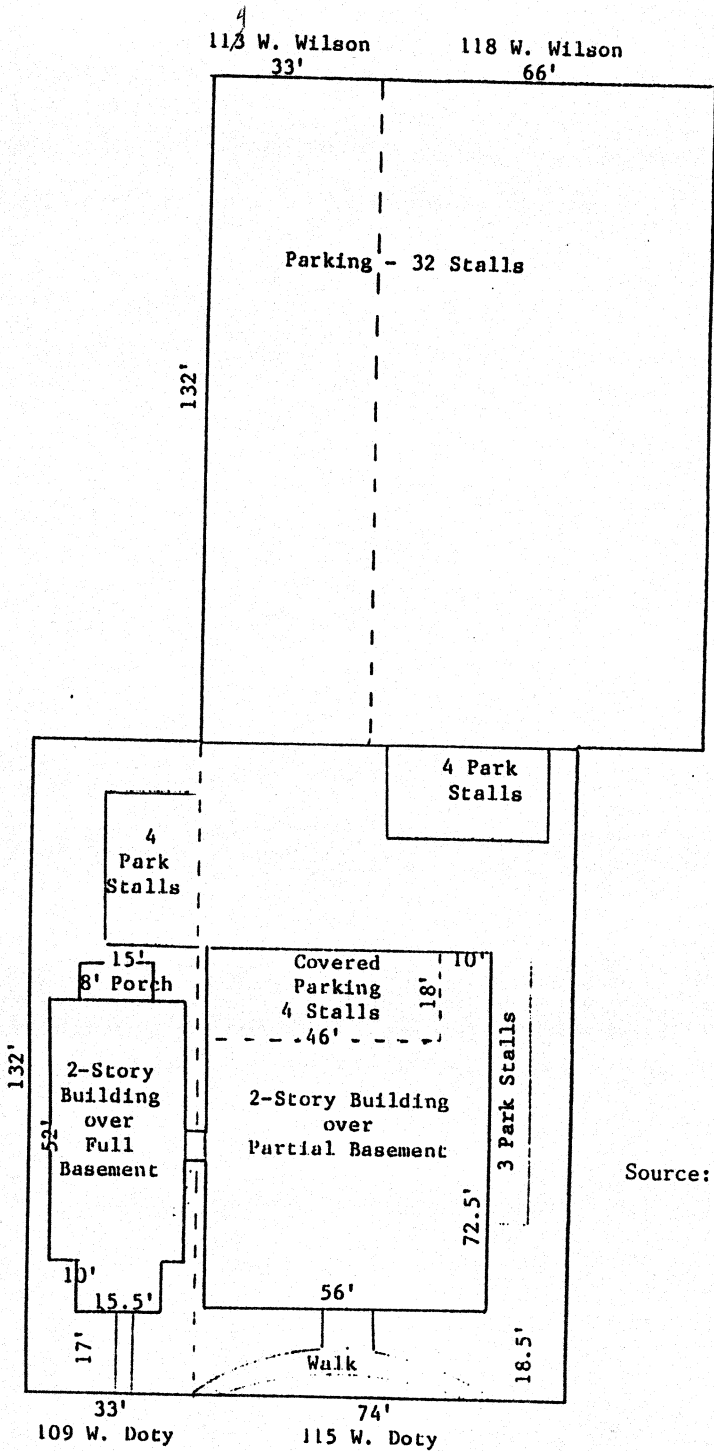 4
113 W. Wilson
118 W. Wilson
33'
66'
Parking - 32 Stalls
132'
4 Park
Stalls
4
Park
Stalls
15'
8' Porch
Covered
Parking
4 Stalls
46'
18'
10'
132'
2-Story
Building
over
Full
Basement
52'
2-Story Building
over
Partial Basement
3 Park Stalls
Source:
72.5'
10'
15.5'
56'
17'
Walk
18.5'
33'
74'
109 W. Doty
115 W. Doty